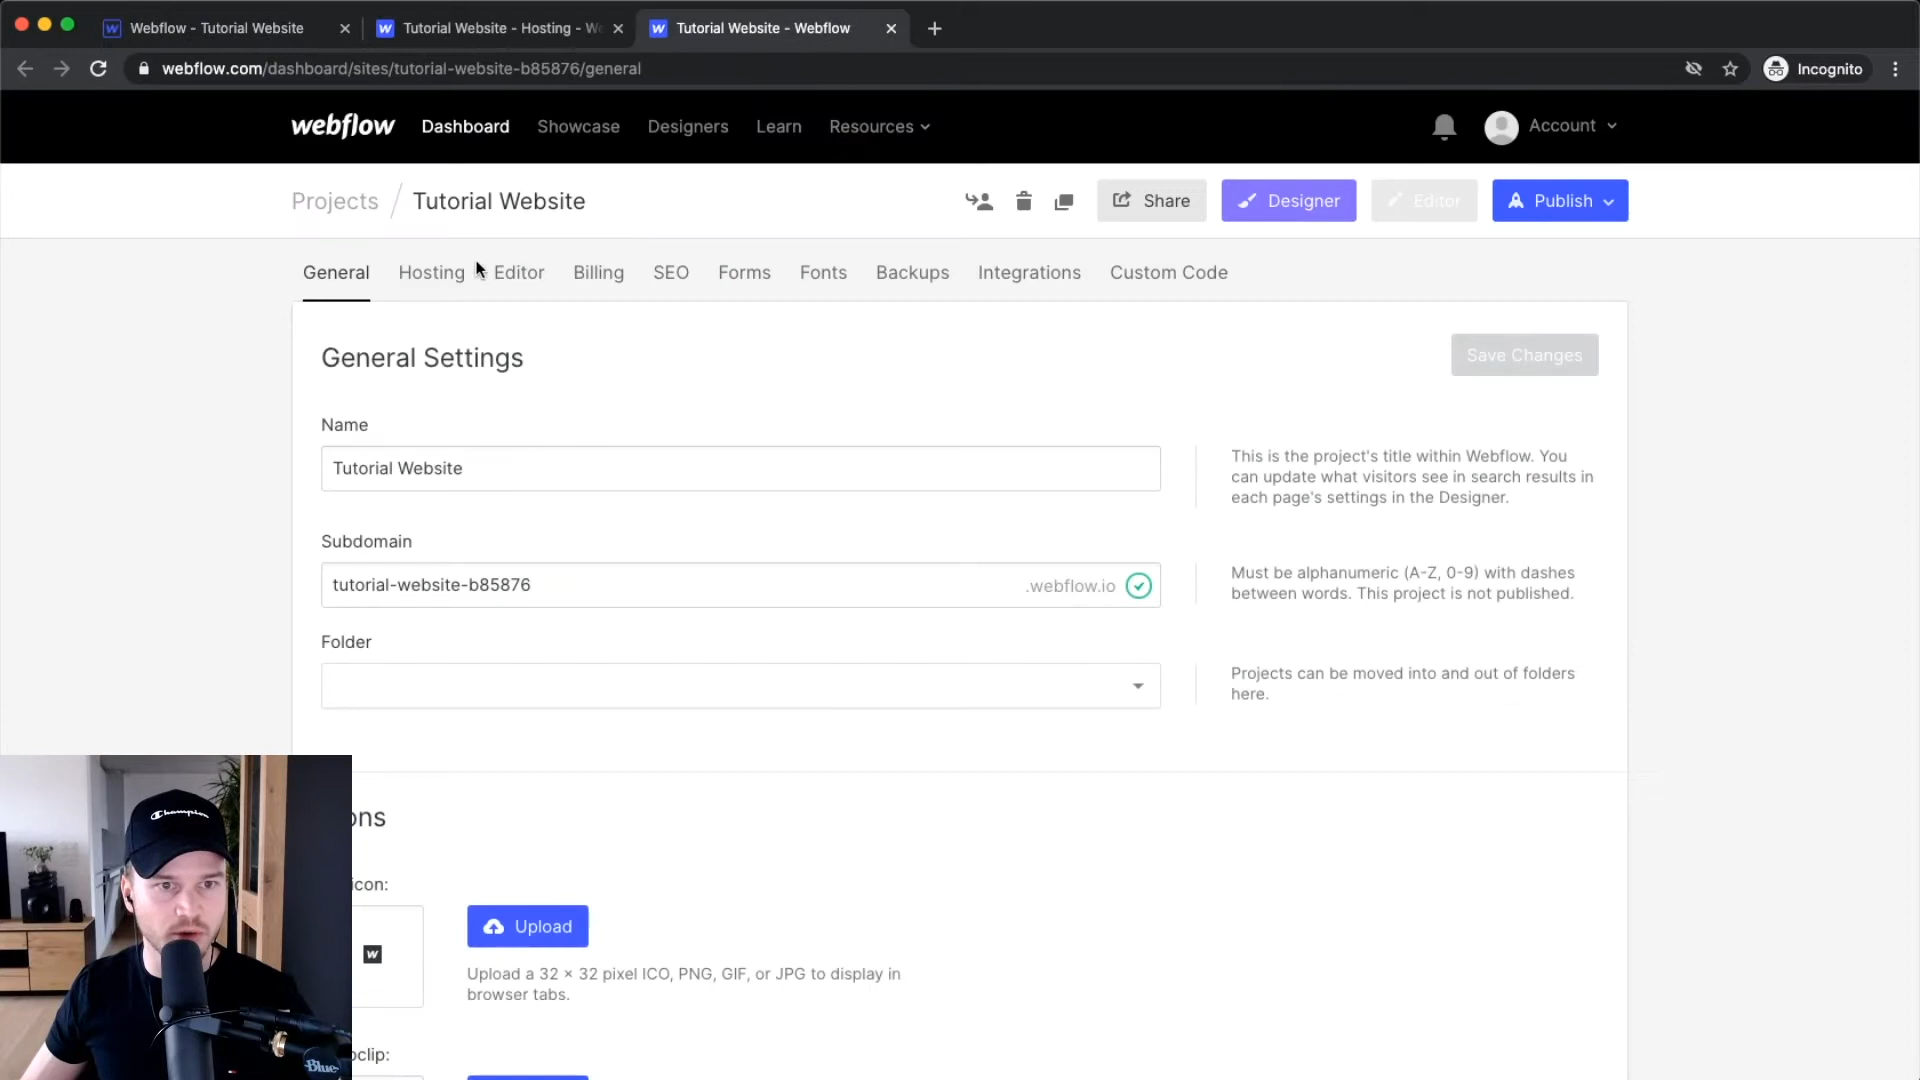 Webflow - Tutorial Website
Tutorial Website - Hosting - W
Tutorial Website - Webflow
webflow.com/dashboard/sites/tutorial-website-b85876/general
Incognito
webflow
Dashboard
Showcase
Designers
Learn
Resources
Account
Projects / Tutorial Website
Share
Designer
Editor
Publish
General
Hosting
Editor
Billing
SEO
Forms
Fonts
Backups
Integrations
Custom Code
General Settings
Save Changes
Name
Tutorial Website
This is the project's title within Webflow. You
can update what visitors see in search results in
each page's settings in the Designer.
Subdomain
tutorial-website-b85876
.webflow.io
Must be alphanumeric (A-Z, 0-9) with dashes
between words. This project is not published.
Folder
Projects can be moved into and out of folders
here.
ons
icon:
Upload
Upload a 32 × 32 pixel ICO, PNG, GIF, or JPG to display in
browser tabs.
clip:
Champion
Blue